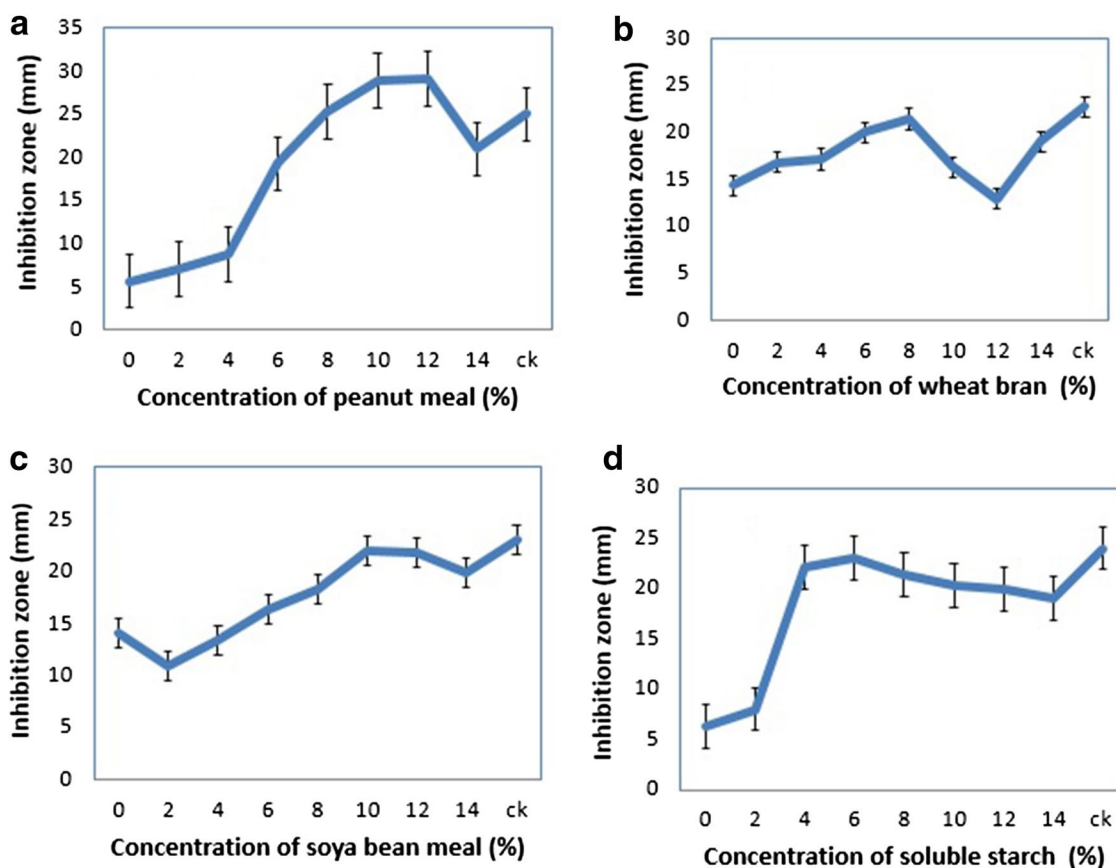 a
Inhibition zone (mm)
35
30
25
20
15
10
5
0
0 2 4 6 8 10 12 14 ck
Concentration of peanut meal (%)
b
Inhibition zone (mm)
30
25
20
15
10
5
0
0 2 4 6 8 10 12 14 ck
Concentration of wheat bran (%)
c
Inhibition zone (mm)
30
25
20
15
10
5
0
0 2 4 6 8 10 12 14 ck
Concentration of soya bean meal (%)
d
Inhibition zone (mm)
30
25
20
15
10
5
0
0 2 4 6 8 10 12 14 ck
Concentration of soluble starch (%)